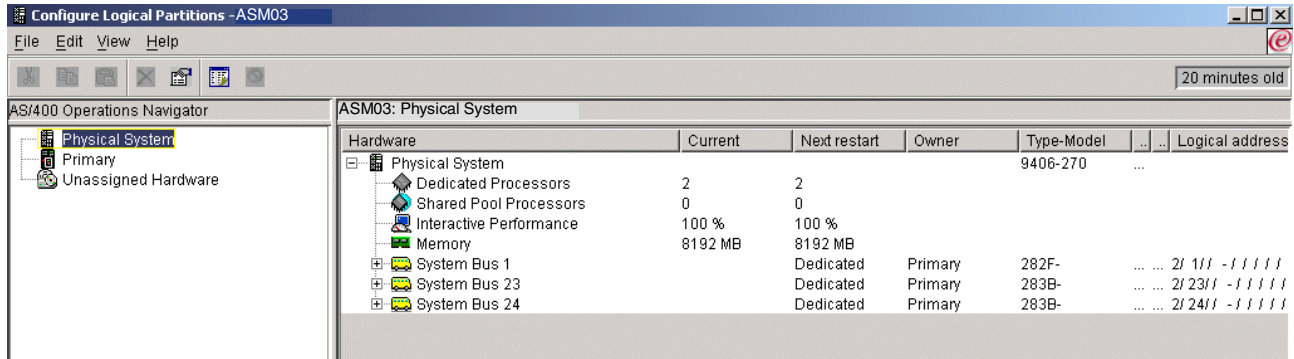 Configure Logical Partitions -ASM03
File Edit View Help
20 minutes old
AS/400 Operations Navigator
ASM03: Physical System
Physical System
Primary
Unassigned Hardware
Hardware Current Next restart Owner Type-Model .. .. Logical address
Physical System 9406-270 ...
Dedicated Processors 2 2
Shared Pool Processors 0 0
Interactive Performance 100 % 100 %
Memory 8192 MB 8192 MB
System Bus 1 Dedicated Primary 282F- ... ... 2/ 1/ / - / / / / /
System Bus 23 Dedicated Primary 283B- ... ... 2/ 23/ / - / / / / /
System Bus 24 Dedicated Primary 283B- ... ... 2/ 24/ / - / / / / /